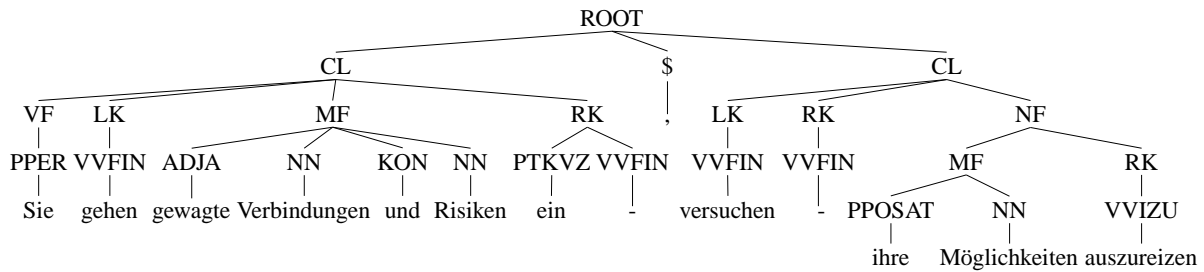 ROOT
CL $ CL
VF LK MF RK , LK RK NF
PPER VVFIN ADJA NN KON NN PTKVZ VVFIN VVFIN VVFIN MF RK
Sie gehen gewagte Verbindungen und Risiken ein - versuchen - PPOSAT NN VVIZU
ihre Möglichkeiten auszureizen